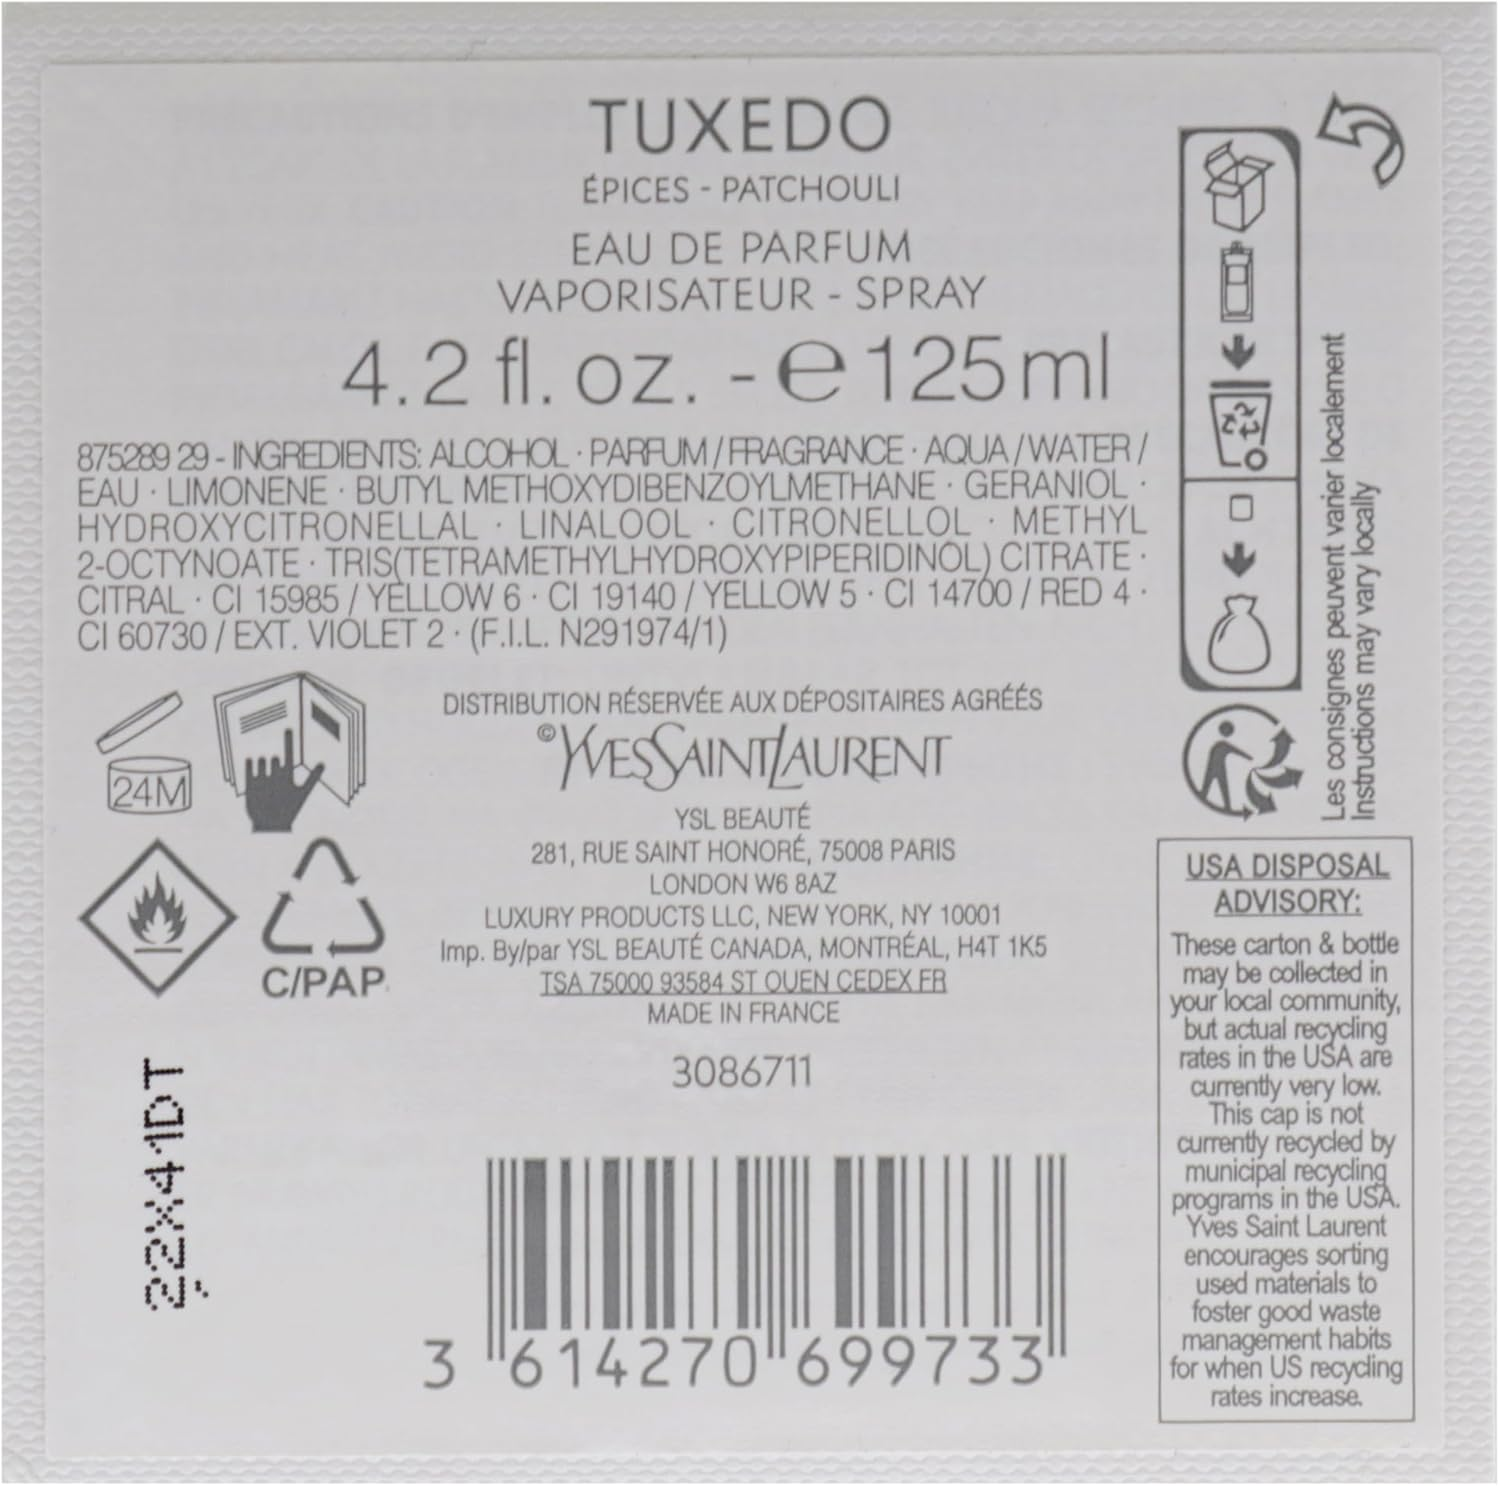 TUXEDO
ÉPICES - PATCHOULI
EAU DE PARFUM
VAPORISATEUR - SPRAY
4.2 fl. oz. - e 125 ml
875289 29 - INGREDIENTS: ALCOHOL · PARFUM / FRAGRANCE · AQUA / WATER /
EAU · LIMONENE · BUTYL METHOXYDIBENZOYLMETHANE · GERANIOL ·
HYDROXYCITRONELLAL · LINALOOL · CITRONELLOL · METHYL
2-OCTYNOATE · TRIS(TETRAMETHYLHYDROXYPIPERIDINOL) CITRATE ·
CITRAL · CI 15985 / YELLOW 6 · CI 19140 / YELLOW 5 · CI 14700 / RED 4 ·
CI 60730 / EXT. VIOLET 2 · (F.I.L. N291974/1)
24M
C/PAP
22X41DT
DISTRIBUTION RÉSERVÉE AUX DÉPOSITAIRES AGRÉÉS
©YVESSAINTLAURENT
YSL BEAUTÉ
281, RUE SAINT HONORÉ, 75008 PARIS
LONDON W6 8AZ
LUXURY PRODUCTS LLC, NEW YORK, NY 10001
Imp. By/par YSL BEAUTÉ CANADA, MONTRÉAL, H4T 1K5
TSA 75000 93584 ST OUEN CEDEX FR
MADE IN FRANCE
3086711
3 614270 699733
Les consignes peuvent varier localement
Instructions may vary locally
USA DISPOSAL
ADVISORY:
These carton & bottle
may be collected in
your local community,
but actual recycling
rates in the USA are
currently very low.
This cap is not
currently recycled by
municipal recycling
programs in the USA.
Yves Saint Laurent
encourages sorting
used materials to
foster good waste
management habits
for when US recycling
rates increase.